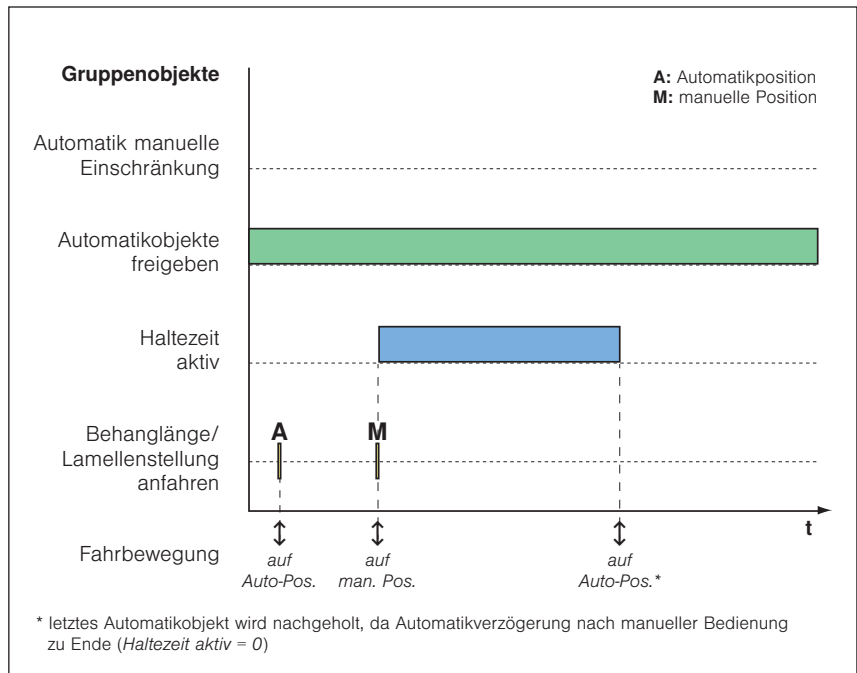 Gruppenobjekte
A: Automatikposition
M: manuelle Position
Automatik manuelle
Einschränkung
Automatikobjekte
freigeben
Haltezeit
aktiv
Behanglänge/
Lamellenstellung
anfahren
A
M
t
Fahrbewegung
auf
Auto-Pos.
auf
man. Pos.
auf
Auto-Pos.*
* letztes Automatikobjekt wird nachgeholt, da Automatikverzögerung nach manueller Bedienung
zu Ende (Haltezeit aktiv = 0)